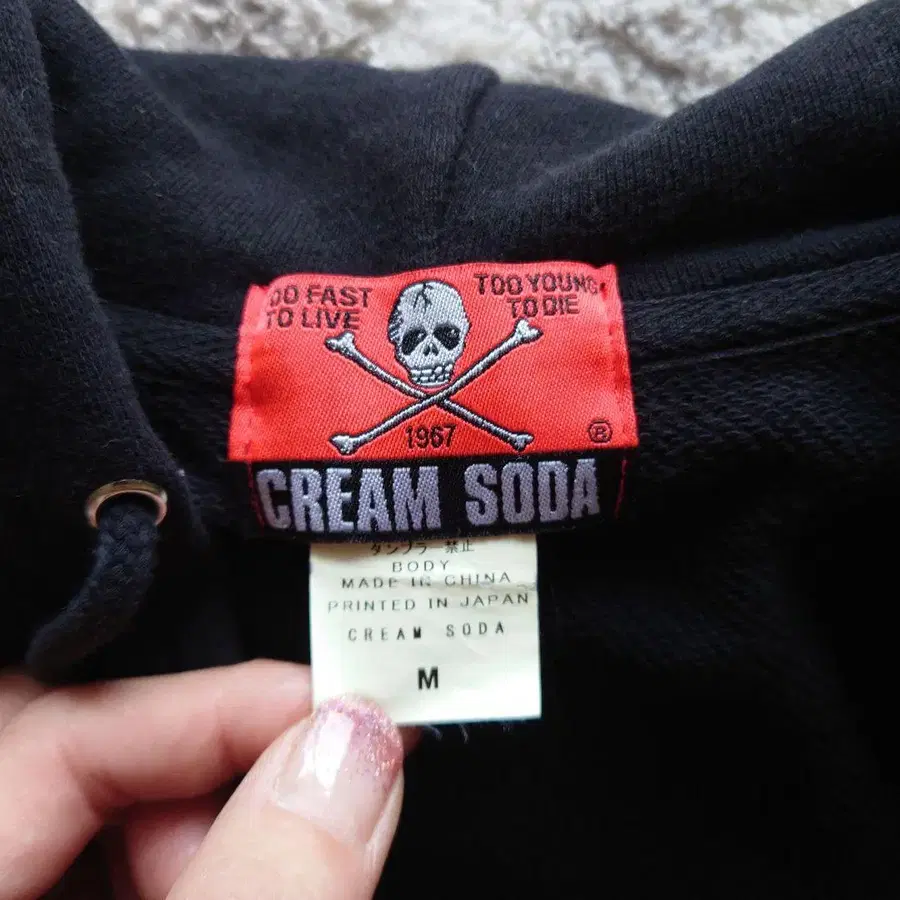 OO FAST
TO LIVE
TOO YOUNG
TO DIE
1967
®
CREAM SODA
タンブラー禁止
BODY
MADE IN CHINA
PRINTED IN JAPAN
CREAM SODA
M